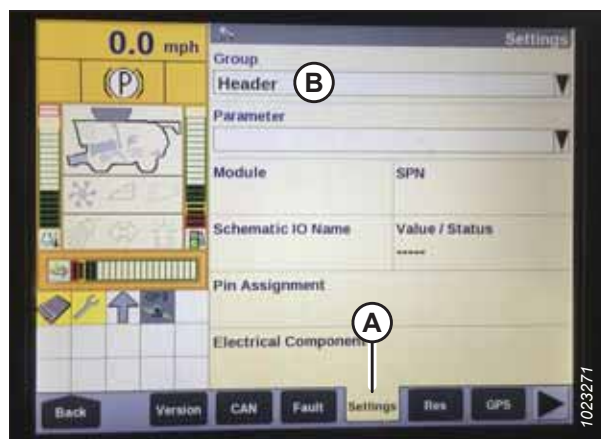 0.0 mph
Settings
Group
Header
B
(P)
Parameter
Module
SPN
Schematic IO Name
Value / Status
-----
Pin Assignment
A
Electrical Component
Back
Version
CAN
Fault
Settings
Res
GPS
1023271